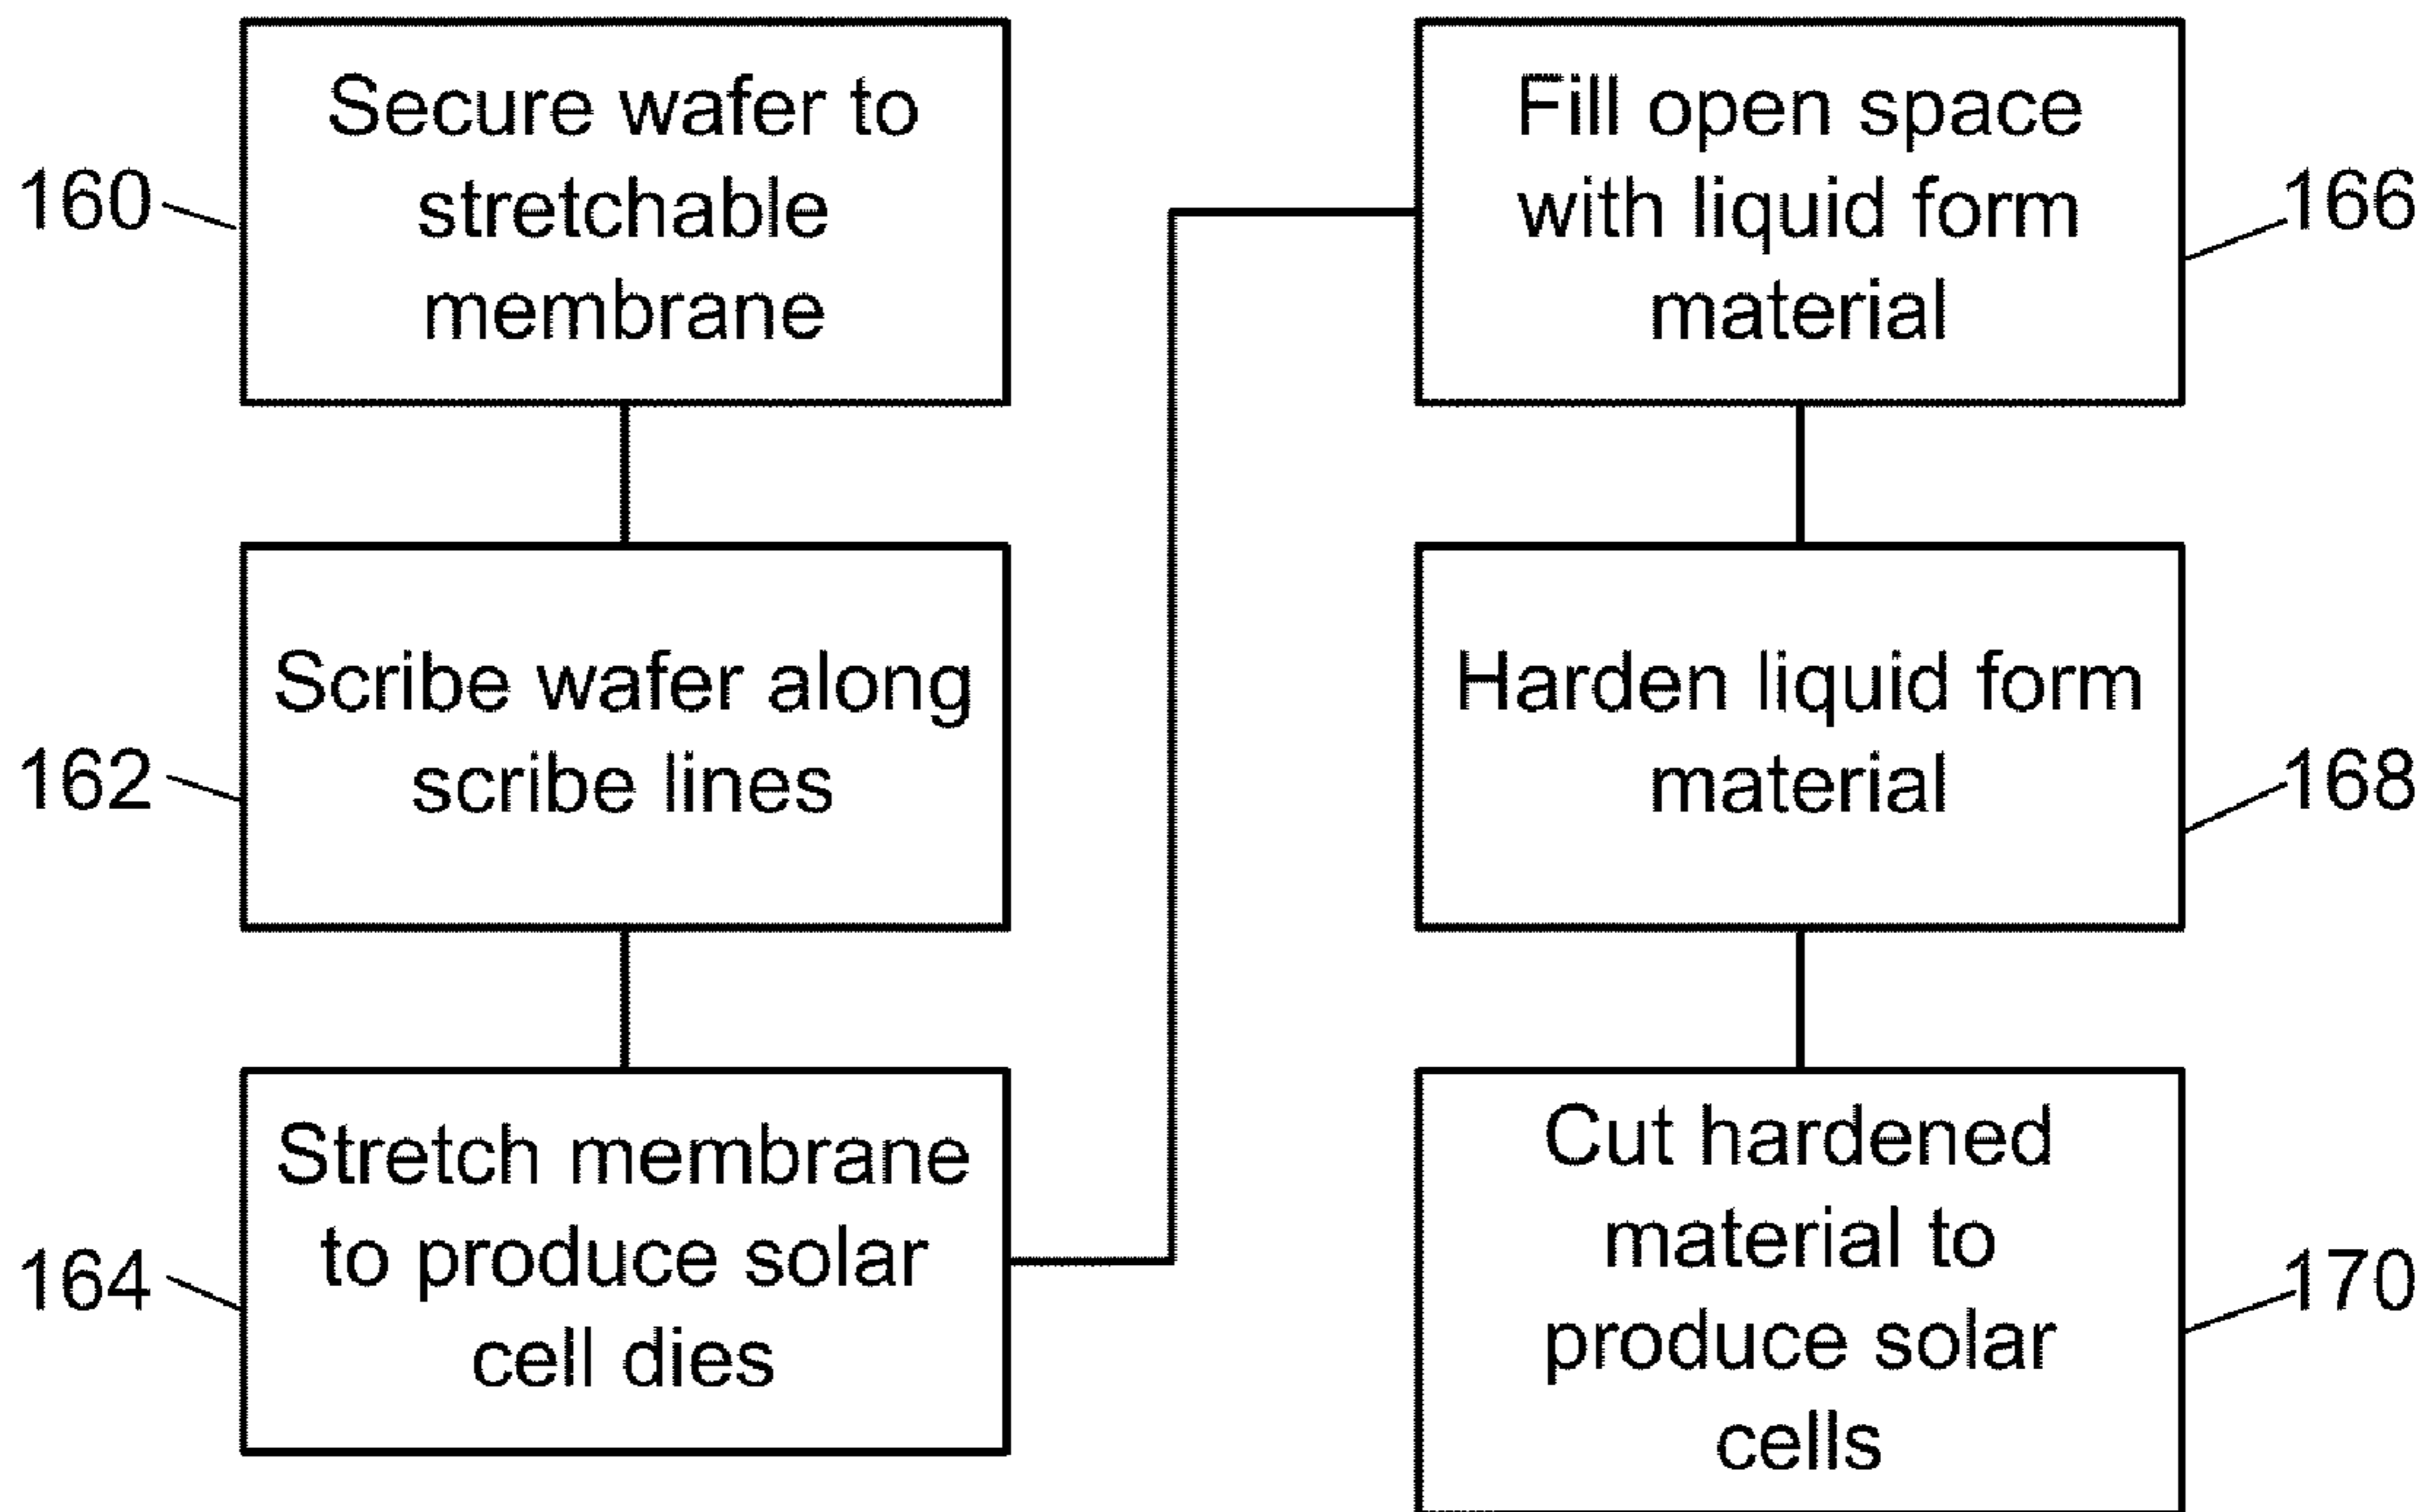 160
Secure wafer to
stretchable
membrane
162
Scribe wafer along
scribe lines
164
Stretch membrane
to produce solar
cell dies
Fill open space
with liquid form
material
166
Harden liquid form
material
168
Cut hardened
material to
produce solar
cells
170